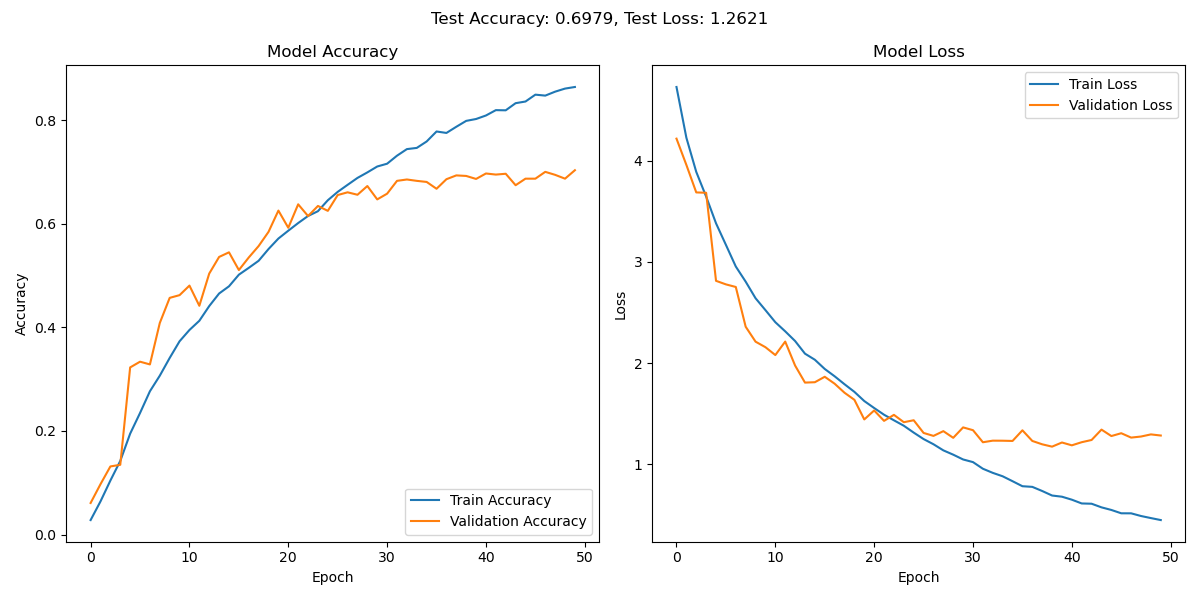 Test Accuracy: 0.6979, Test Loss: 1.2621
Model Accuracy
Accuracy
0.8
0.6
0.4
0.2
0.0
Train Accuracy
Validation Accuracy
0 10 20 30 40 50
Epoch
Model Loss
Loss
4
3
2
1
Train Loss
Validation Loss
0 10 20 30 40 50
Epoch